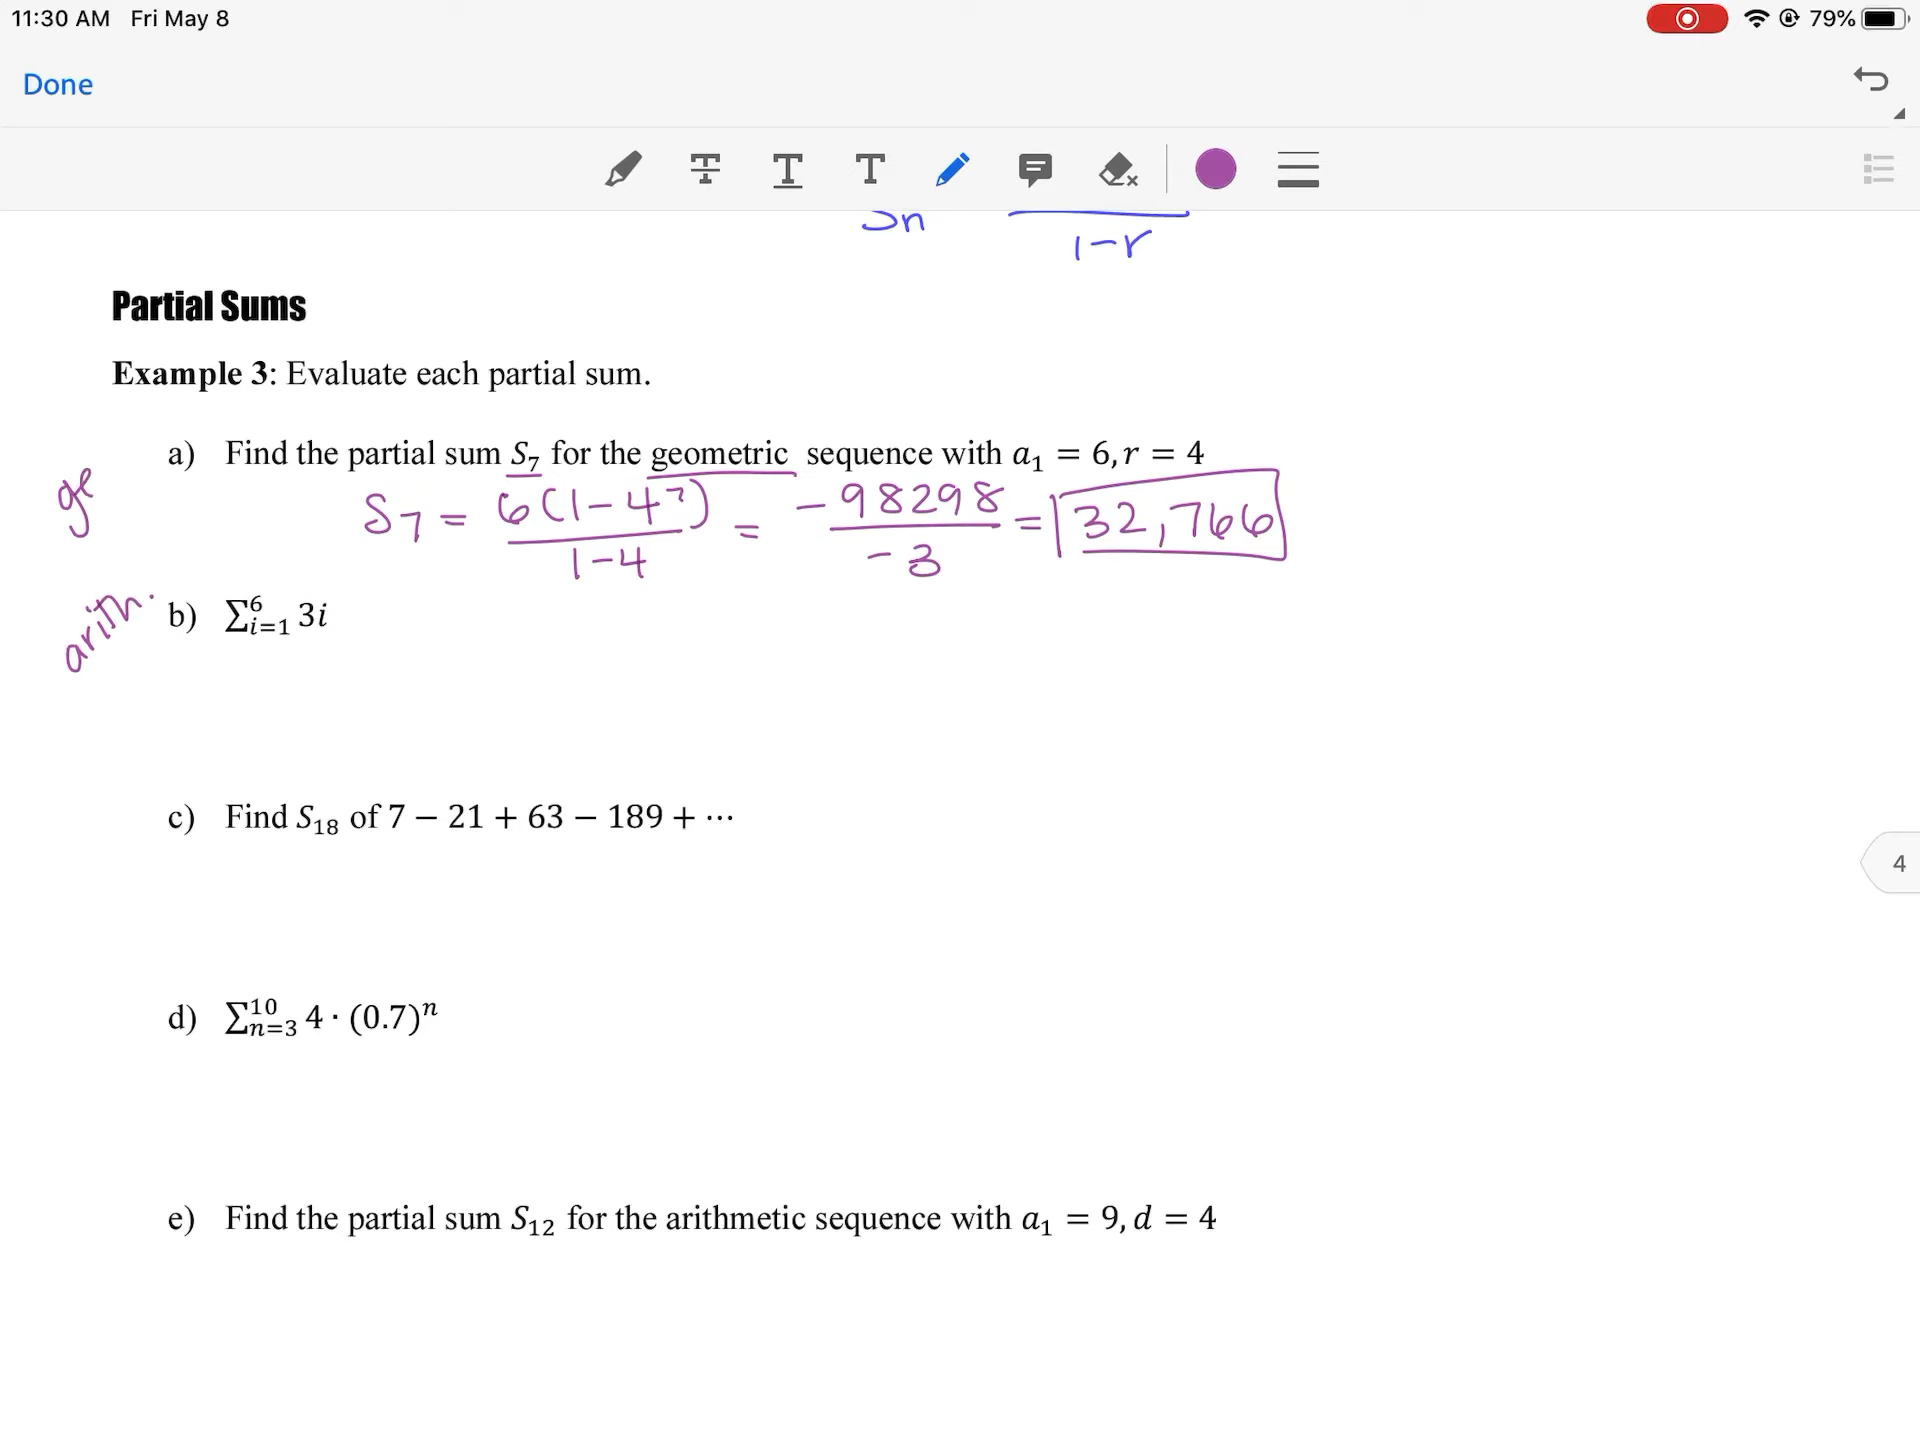 11:30 AM Fri May 8 79%
Done
Sn
1-r
Partial Sums
Example 3: Evaluate each partial sum.
a) Find the partial sum S₇ for the geometric sequence with a₁ = 6, r = 4
ge
S₇ = 6(1-4⁷)/1-4 = -98298/-3 = 32,766
arith.
b) ∑⁶ᵢ₌₁ 3i
c) Find S₁₈ of 7 − 21 + 63 − 189 + ⋯
4
d) ∑¹⁰ₙ₌₃ 4 · (0.7)ⁿ
e) Find the partial sum S₁₂ for the arithmetic sequence with a₁ = 9, d = 4